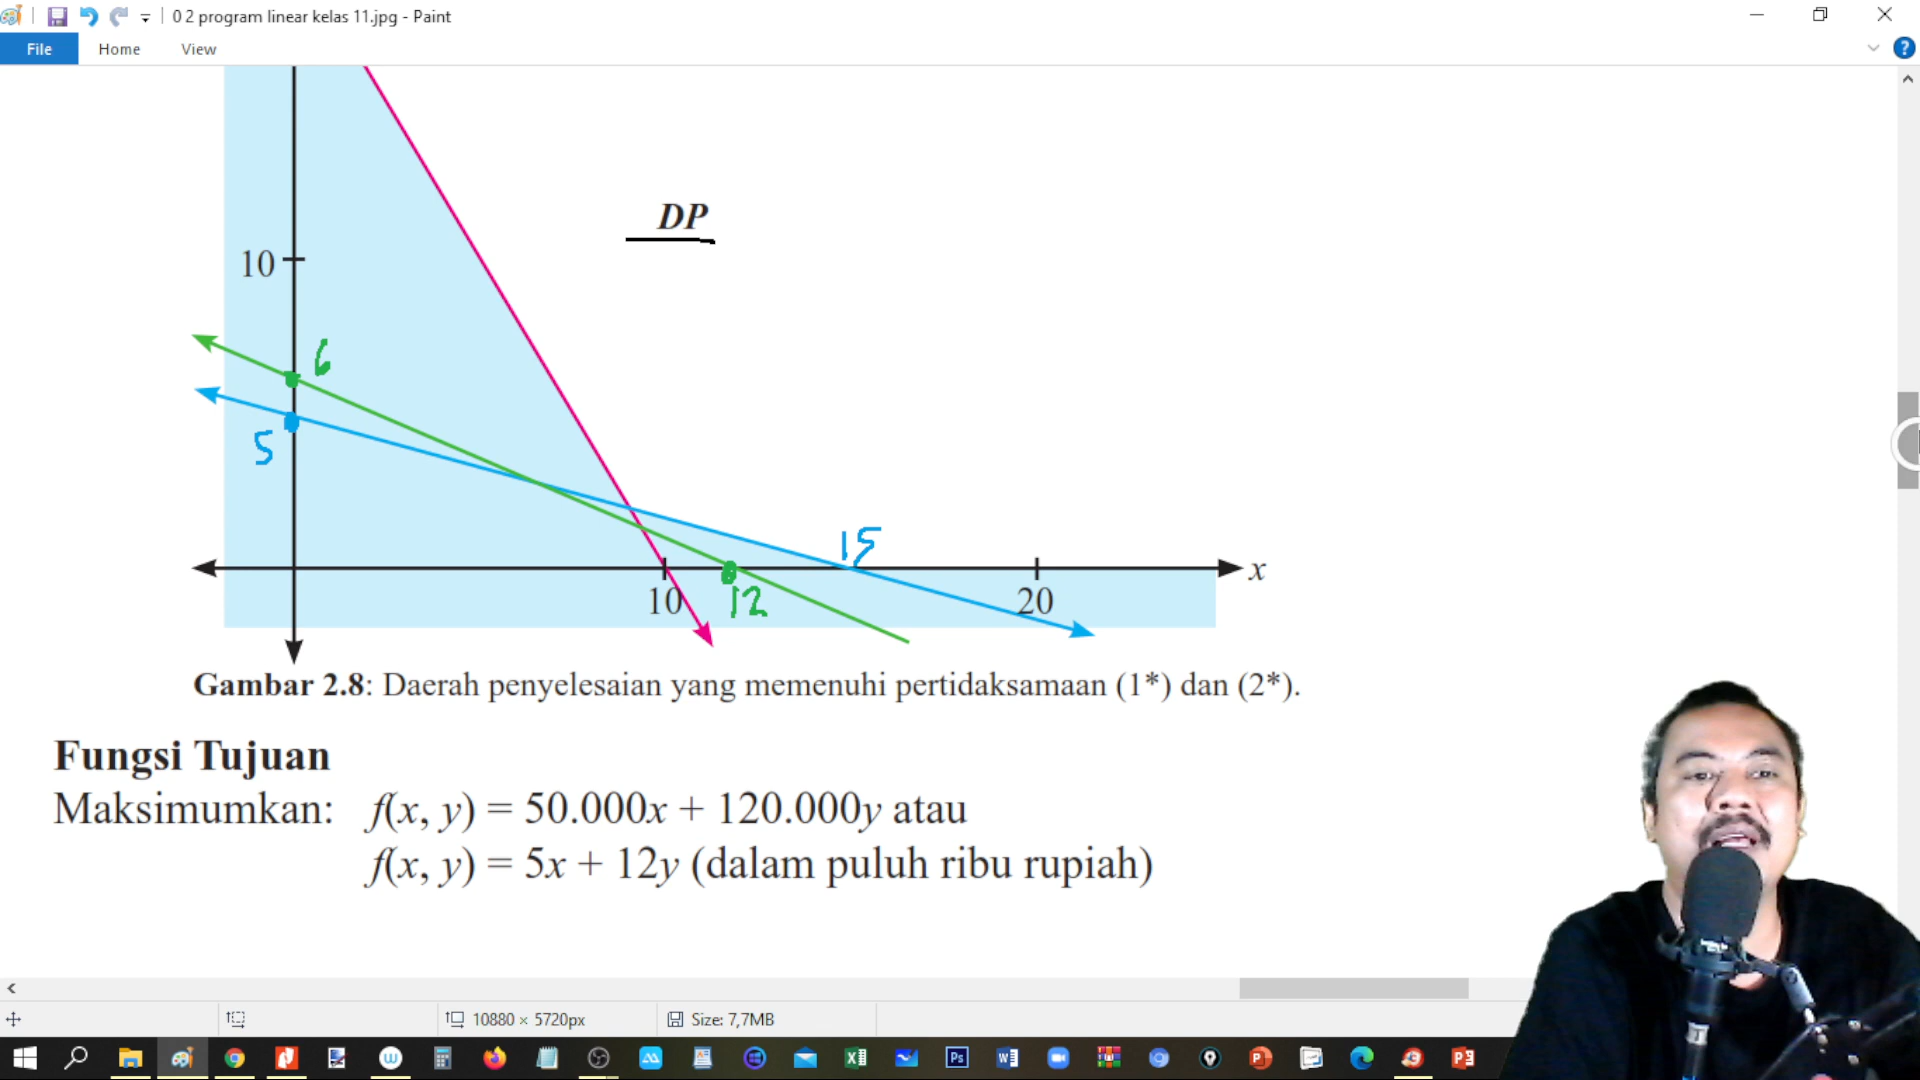 0 2 program linear kelas 11.jpg - Paint
File Home View
DP
10
6
5
15
x
10 12 20
Gambar 2.8: Daerah penyelesaian yang memenuhi pertidaksamaan (1*) dan (2*).
Fungsi Tujuan
Maksimumkan: f(x, y) = 50.000x + 120.000y atau
f(x, y) = 5x + 12y (dalam puluh ribu rupiah)
10880 × 5720px Size: 7,7MB